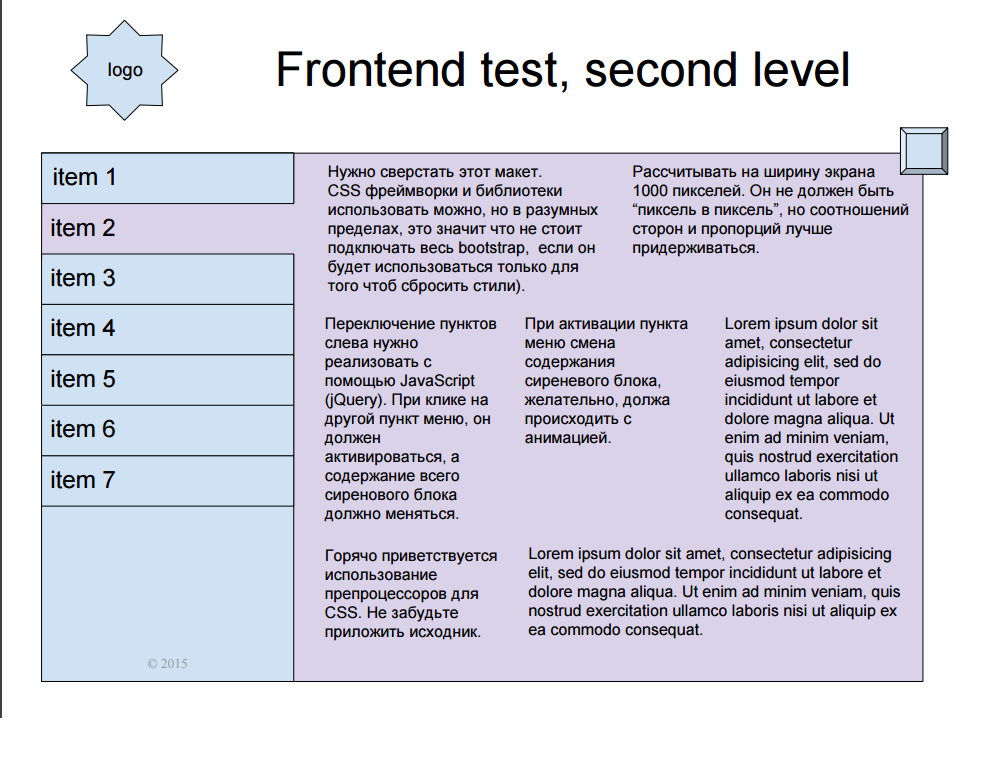 logo
Frontend test, second level
item 1
item 2
item 3
item 4
item 5
item 6
item 7
© 2015
Нужно сверстать этот макет.
CSS фреймворки и библиотеки
использовать можно, но в разумных
пределах, это значит что не стоит
подключать весь bootstrap,  если он
будет использоваться только для
того чтоб сбросить стили).
Рассчитывать на ширину экрана
1000 пикселей. Он не должен быть
“пиксель в пиксель”, но соотношений
сторон и пропорций лучше
придерживаться.
Переключение пунктов
слева нужно
реализовать с
помощью JavaScript
(jQuery). При клике на
другой пункт меню, он
должен
активироваться, а
содержание всего
сиренового блока
должно меняться.
При активации пункта
меню смена
содержания
сиреневого блока,
желательно, должа
происходить с
анимацией.
Lorem ipsum dolor sit
amet, consectetur
adipisicing elit, sed do
eiusmod tempor
incididunt ut labore et
dolore magna aliqua. Ut
enim ad minim veniam,
quis nostrud exercitation
ullamco laboris nisi ut
aliquip ex ea commodo
consequat.
Горячо приветствуется
использование
препроцессоров для
CSS. Не забудьте
приложить исходник.
Lorem ipsum dolor sit amet, consectetur adipisicing
elit, sed do eiusmod tempor incididunt ut labore et
dolore magna aliqua. Ut enim ad minim veniam, quis
nostrud exercitation ullamco laboris nisi ut aliquip ex
ea commodo consequat.